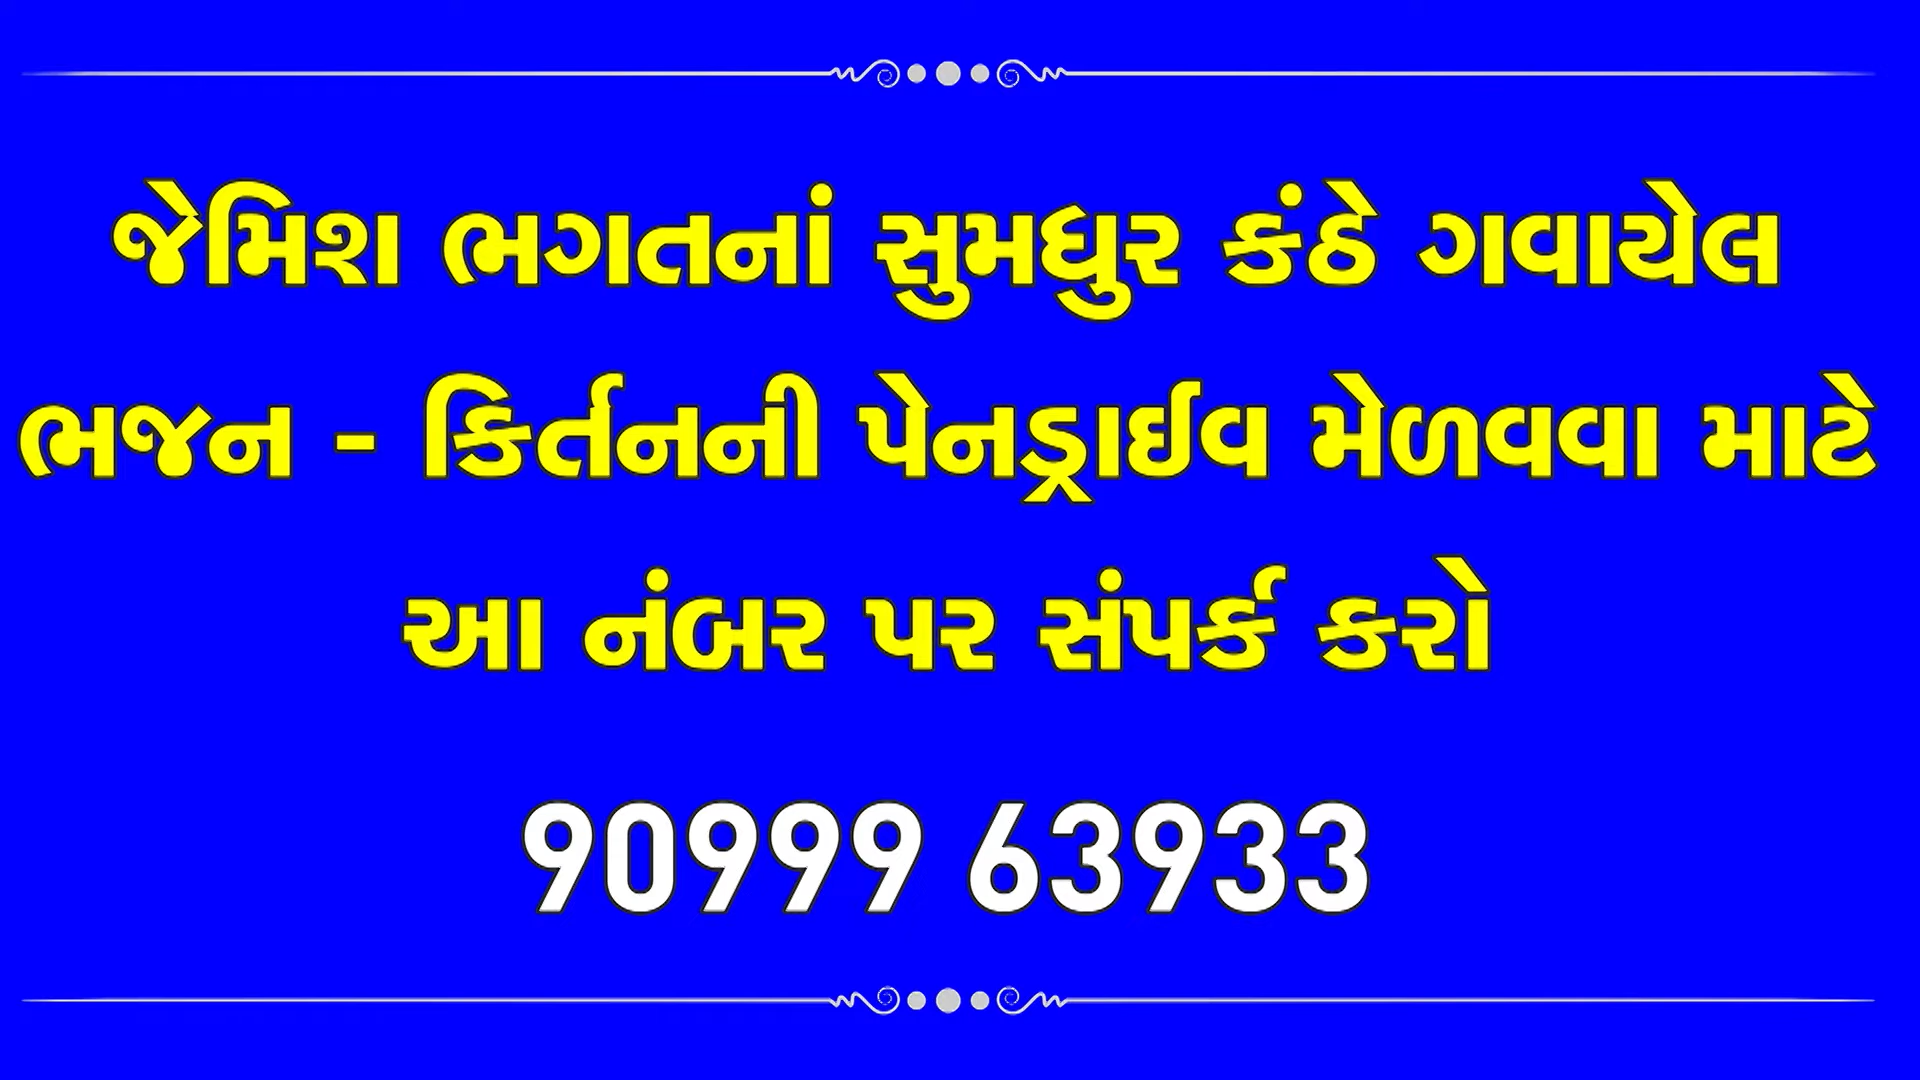 જેમિશ ભગતનાં સુમધુર કંઠે ગવાયેલ
ભજન - કિર્તનની પેનડ્રાઈવ મેળવવા માટે
આ નંબર પર સંપર્ક કરો
90999 63933